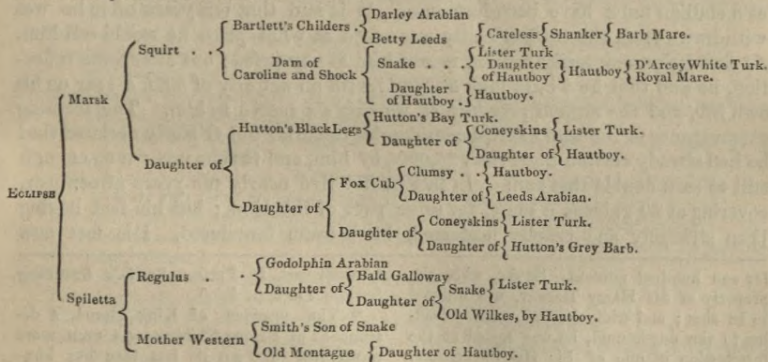 Darley Arabian
Bartlett's Childers
Betty Leeds Careless Shanker Barb Mare.
Squirt
Dam of
Caroline and Shock
Snake Lister Turk
Daughter
of Hautboy Hautboy D'Arcey White Turk.
Royal Mare.
Daughter
of Hautboy. Hautboy.
Marsk
Hutton's Black Legs Hutton's Bay Turk.
Daughter of Coneyskins Lister Turk.
Daughter of Hautboy.
Daughter of
Fox Cub Clumsy Hautboy.
Daughter of Leeds Arabian.
Daughter of
Coneyskins Lister Turk.
Daughter of Hutton's Grey Barb.
ECLIPSE
Regulus Godolphin Arabian
Daughter of Bald Galloway
Daughter of Snake Lister Turk.
Old Wilkes, by Hautboy.
Spiletta
Mother Western Smith's Son of Snake
Old Montague Daughter of Hautboy.